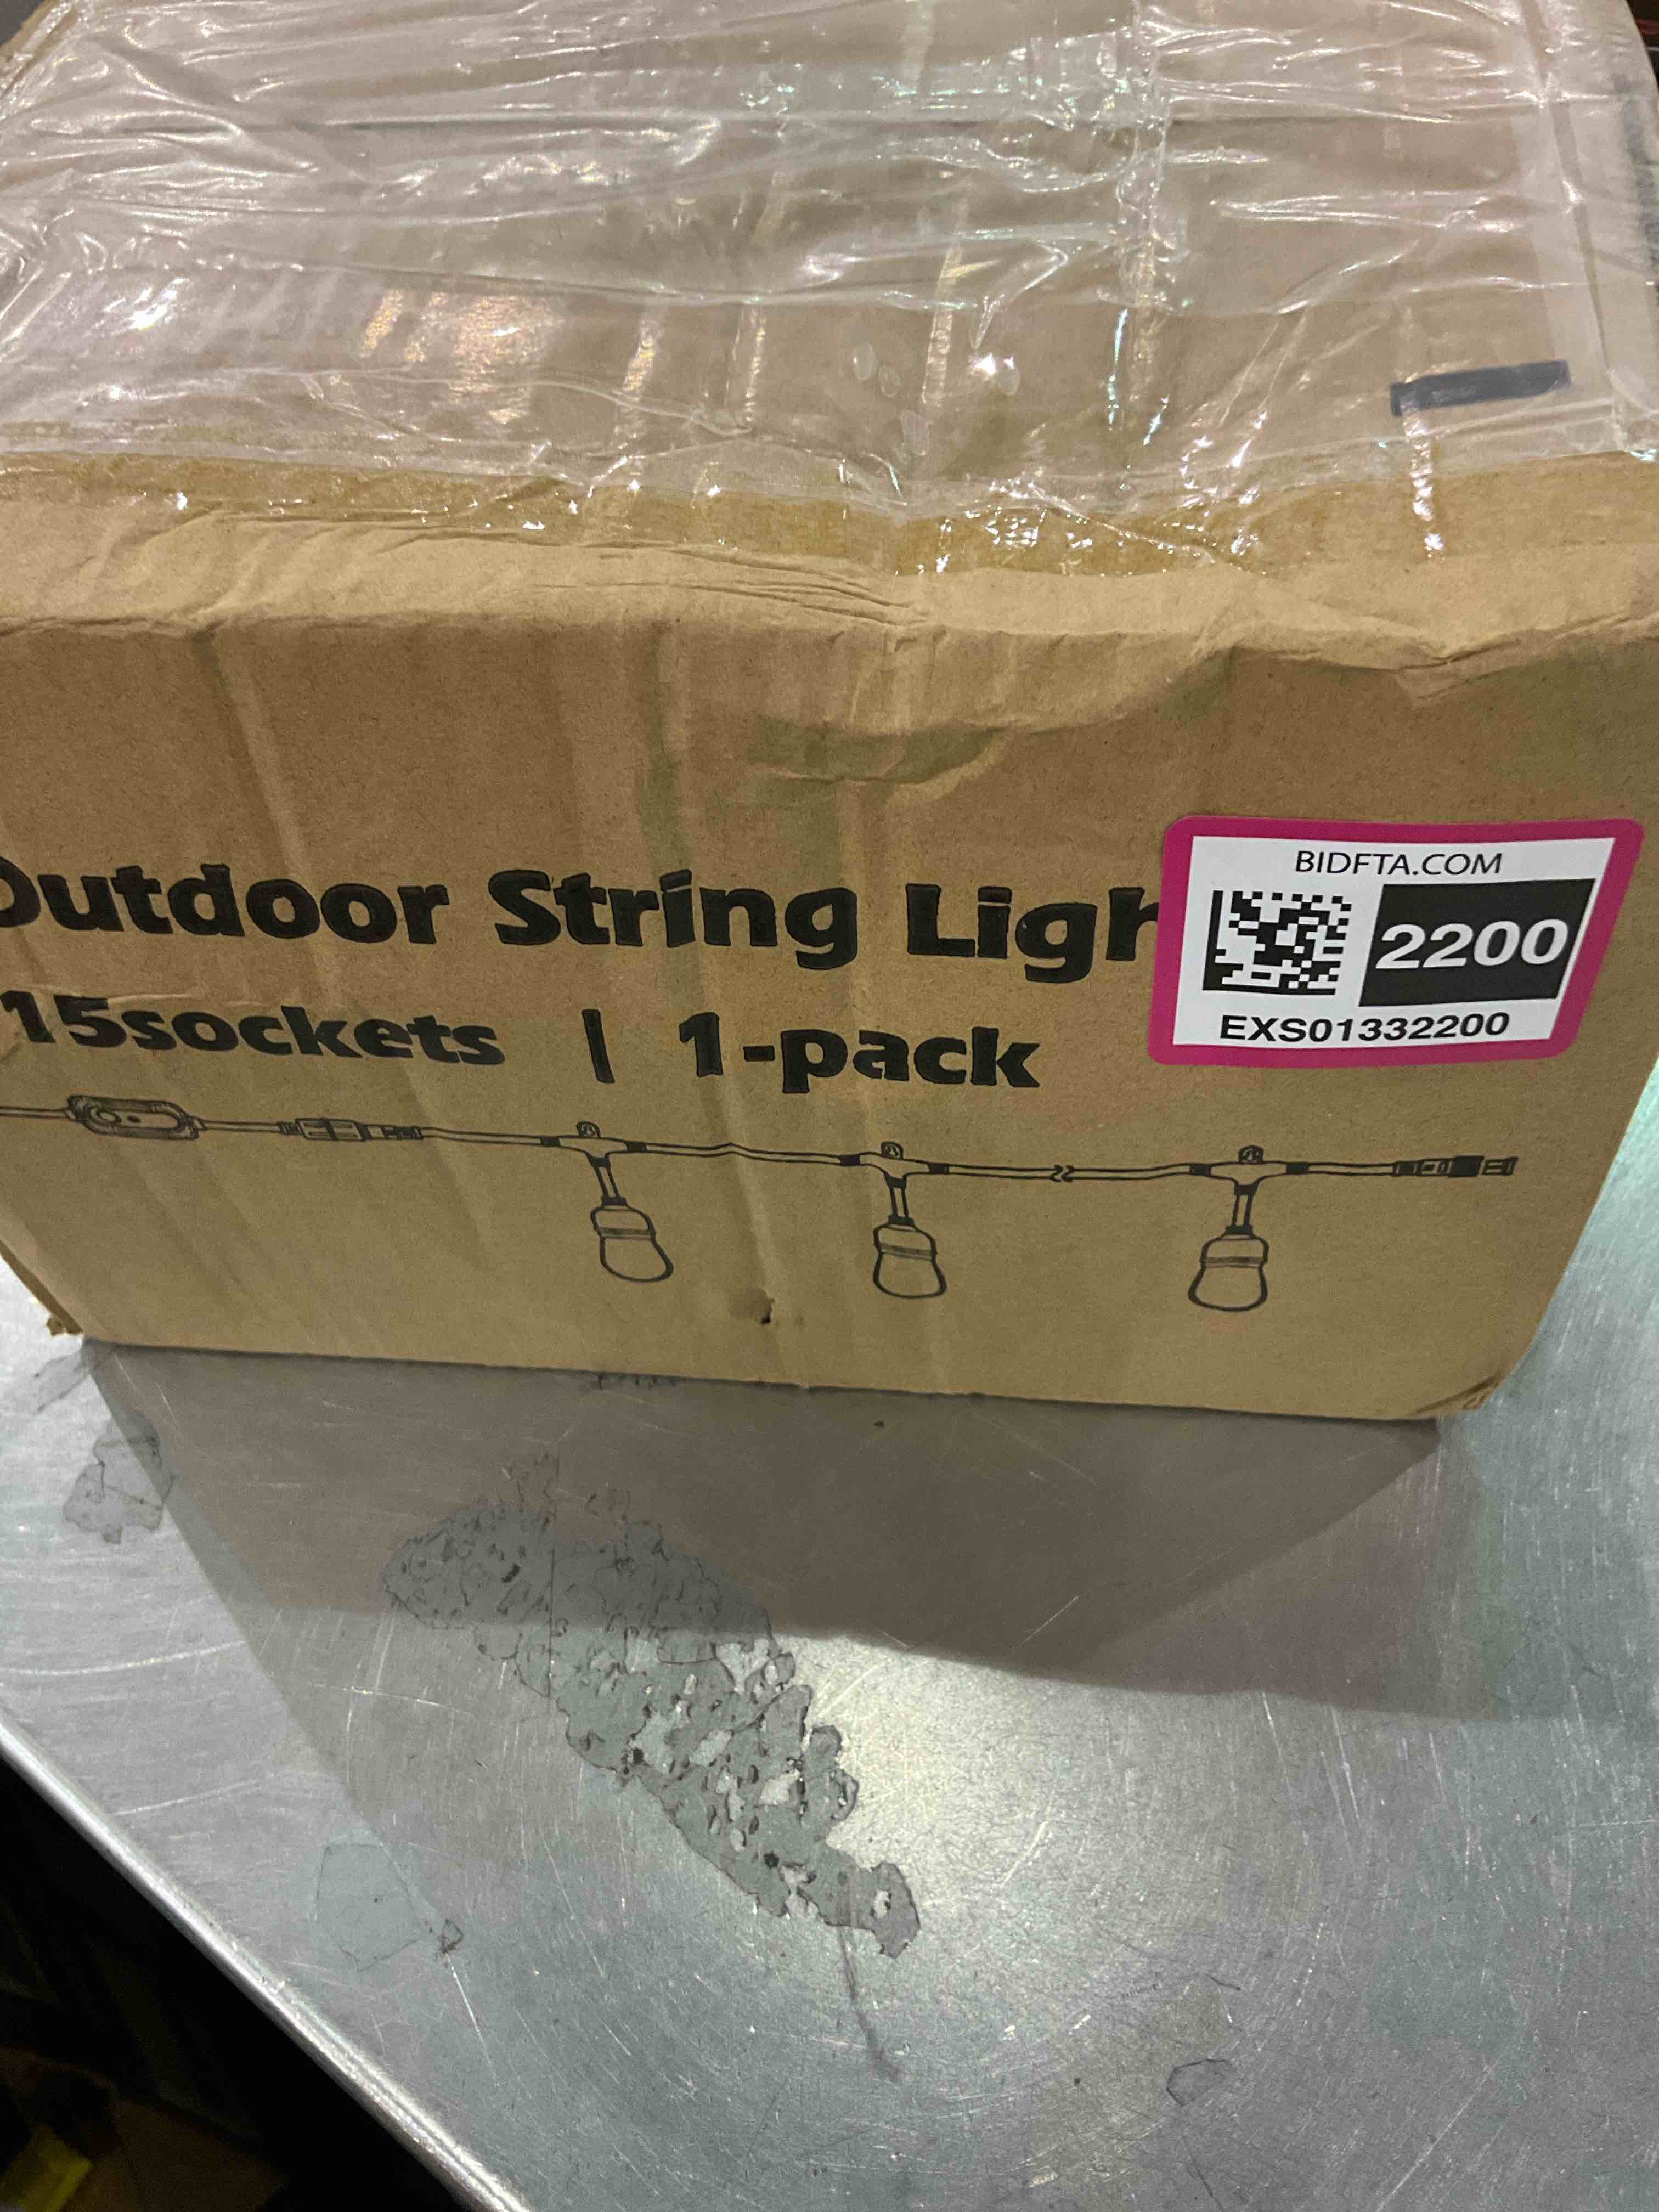 Outdoor String Ligh
15sockets | 1-pack
BIDFTA.COM
2200
EXS01332200